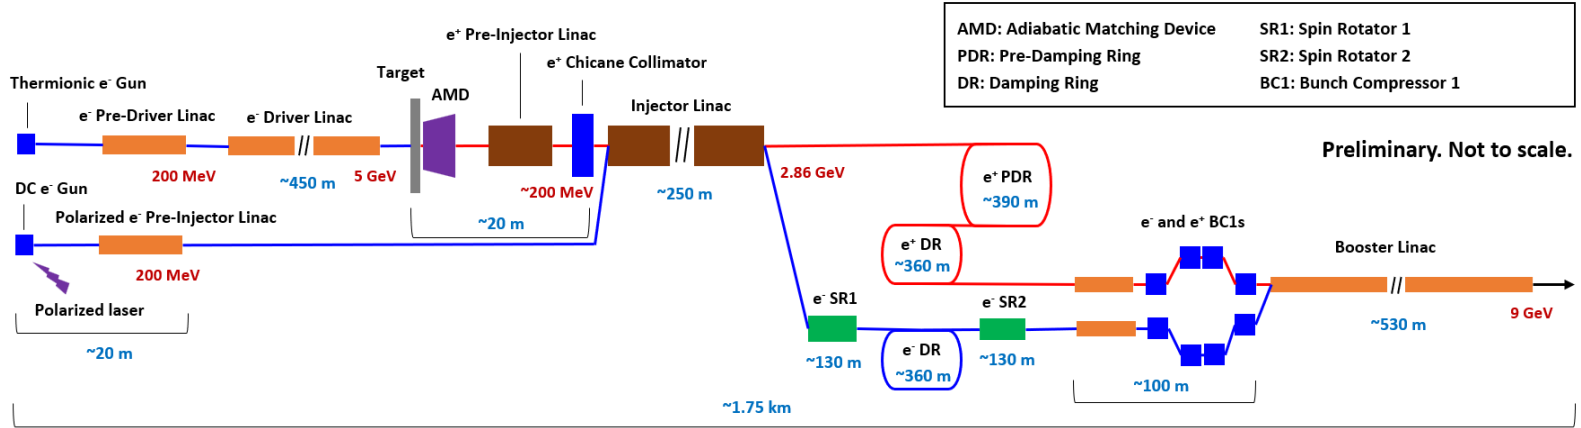 AMD: Adiabatic Matching Device
PDR: Pre-Damping Ring
DR: Damping Ring
SR1: Spin Rotator 1
SR2: Spin Rotator 2
BC1: Bunch Compressor 1
Preliminary. Not to scale.
e⁺ Pre-Injector Linac
e⁺ Chicane Collimator
Target
AMD
Injector Linac
Thermionic e⁻ Gun
e⁻ Pre-Driver Linac
e⁻ Driver Linac
200 MeV
~450 m
5 GeV
~200 MeV
~20 m
~250 m
2.86 GeV
DC e⁻ Gun
Polarized e⁻ Pre-Injector Linac
200 MeV
Polarized laser
~20 m
e⁺ PDR
~390 m
e⁺ DR
~360 m
e⁻ SR1
~130 m
e⁻ DR
~360 m
e⁻ SR2
~130 m
e⁻ and e⁺ BC1s
~100 m
Booster Linac
~530 m
9 GeV
~1.75 km